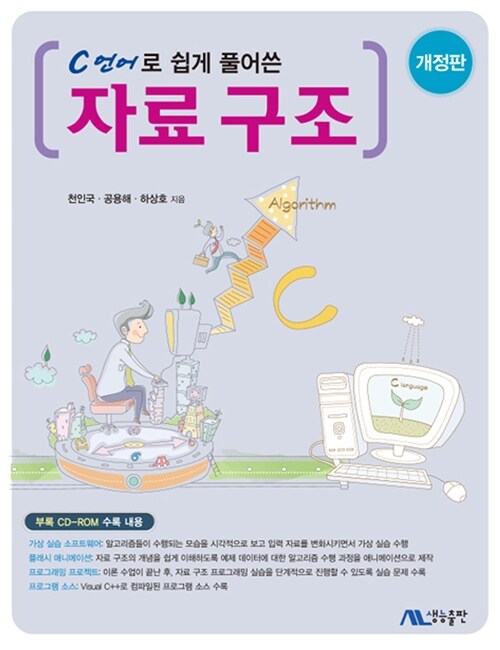 C 언어로 쉽게 풀어쓴
개정판
자료 구조
천인국 · 공용해 · 하상호 지음
Algorithm
C
C language
부록 CD-ROM 수록 내용
가상 실습 소프트웨어: 알고리즘들이 수행되는 모습을 시각적으로 보고 입력 자료를 변화시키면서 가상 실습 수행
플래시 애니메이션: 자료 구조의 개념을 쉽게 이해하도록 예제 데이터에 대한 알고리즘 수행 과정을 애니메이션으로 제작
프로그래밍 프로젝트: 이론 수업이 끝난 후, 자료 구조 프로그래밍 실습을 단계적으로 진행할 수 있도록 실습 문제 수록
프로그램 소스: Visual C++로 컴파일된 프로그램 소스 수록
생능출판